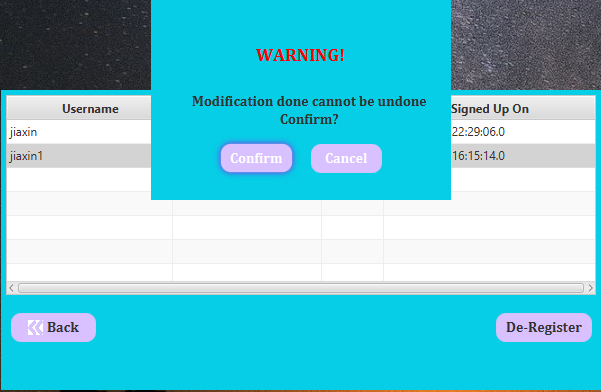 WARNING!
Modification done cannot be undone
Confirm?
Confirm Cancel
Username Signed Up On
jiaxin 22:29:06.0
jiaxin1 16:15:14.0
Back De-Register